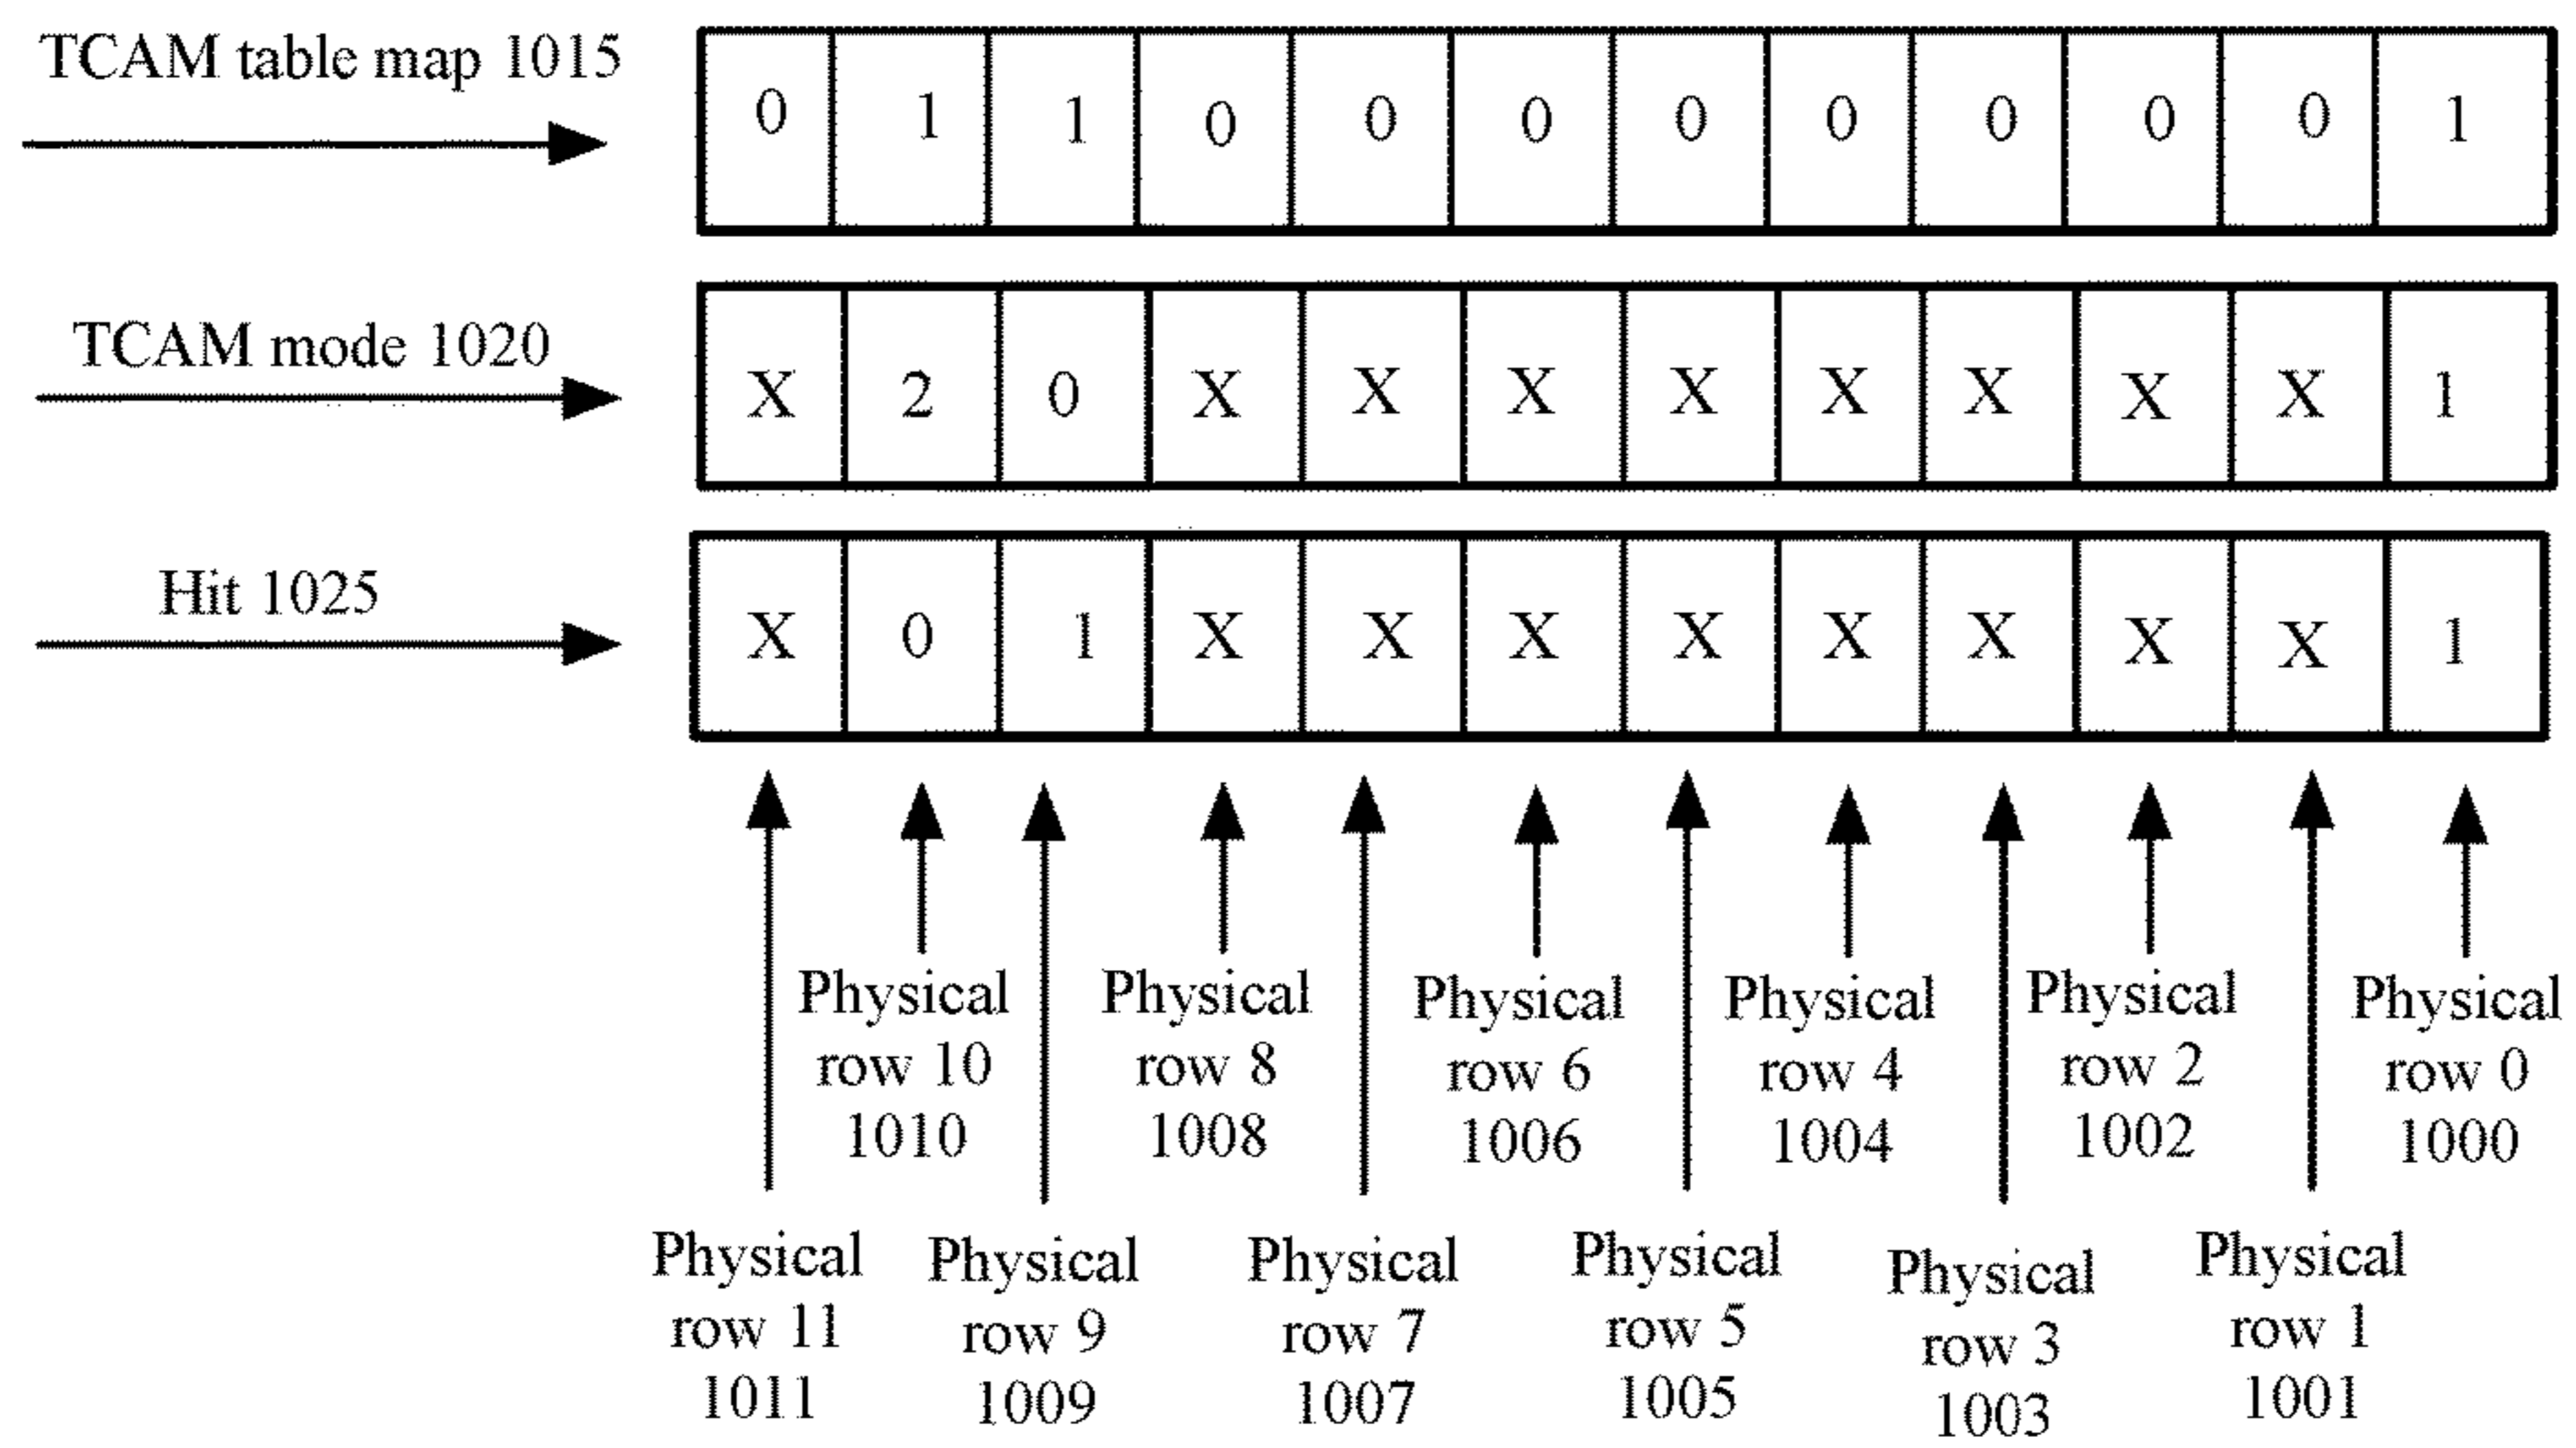 TCAM table map 1015
0 1 1 0 0 0 0 0 0 0 0 1
TCAM mode 1020
X 2 0 X X X X X X X X 1
Hit 1025
X 0 1 X X X X X X X X 1
Physical
row 10
1010
Physical
row 8
1008
Physical
row 6
1006
Physical
row 4
1004
Physical
row 2
1002
Physical
row 0
1000
Physical
row 11
1011
Physical
row 9
1009
Physical
row 7
1007
Physical
row 5
1005
Physical
row 3
1003
Physical
row 1
1001